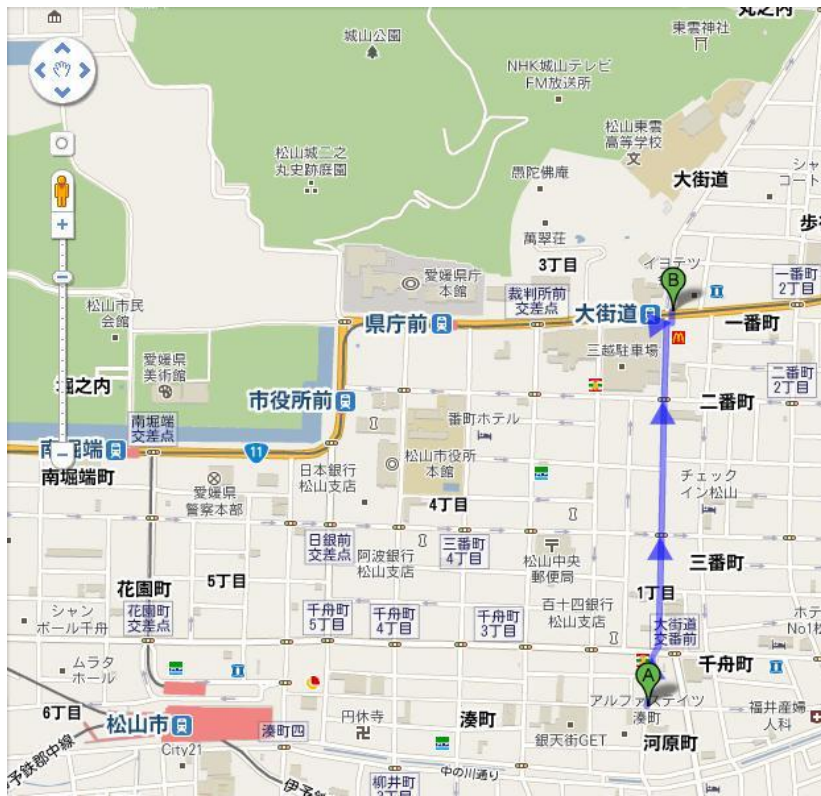 丸之内
城山公園
東雲神社
NHK城山テレビ
FM放送所
松山東雲
高等学校
松山城二之
丸史跡庭園
愚陀佛庵
大街道
シャ
コート
萬翠荘
歩
3丁目
イヨテツ
愛媛県庁
本館
B
一番町
2丁目
裁判所前
交差点
大街道
県庁前
一番町
松山市民
会館
三越駐車場
愛媛県
美術館
堀之内
市役所前
二番町
2丁目
二番町
南堀端
交差点
番町ホテル
南堀端
11
南堀端町
日本銀行
松山支店
松山市役所
本館
チェック
イン松山
愛媛県
警察本部
4丁目
日銀前
交差点
三番町
4丁目
阿波銀行
松山支店
松山中央
郵便局
三番町
花園町
5丁目
1丁目
百十四銀行
松山支店
シャン
ポール千舟
花園町
交差点
千舟町
5丁目
千舟町
4丁目
千舟町
3丁目
大街道
交番前
ホテ
No1松
千舟町
ムラタ
ホール
A
アルファステイツ
湊町
福井産婦
人科
6丁目
松山市
湊町四
円休寺
湊町
銀天街GET
河原町
City21
予鉄郡中線
伊予鉄
柳井町
3丁目
中の川通り